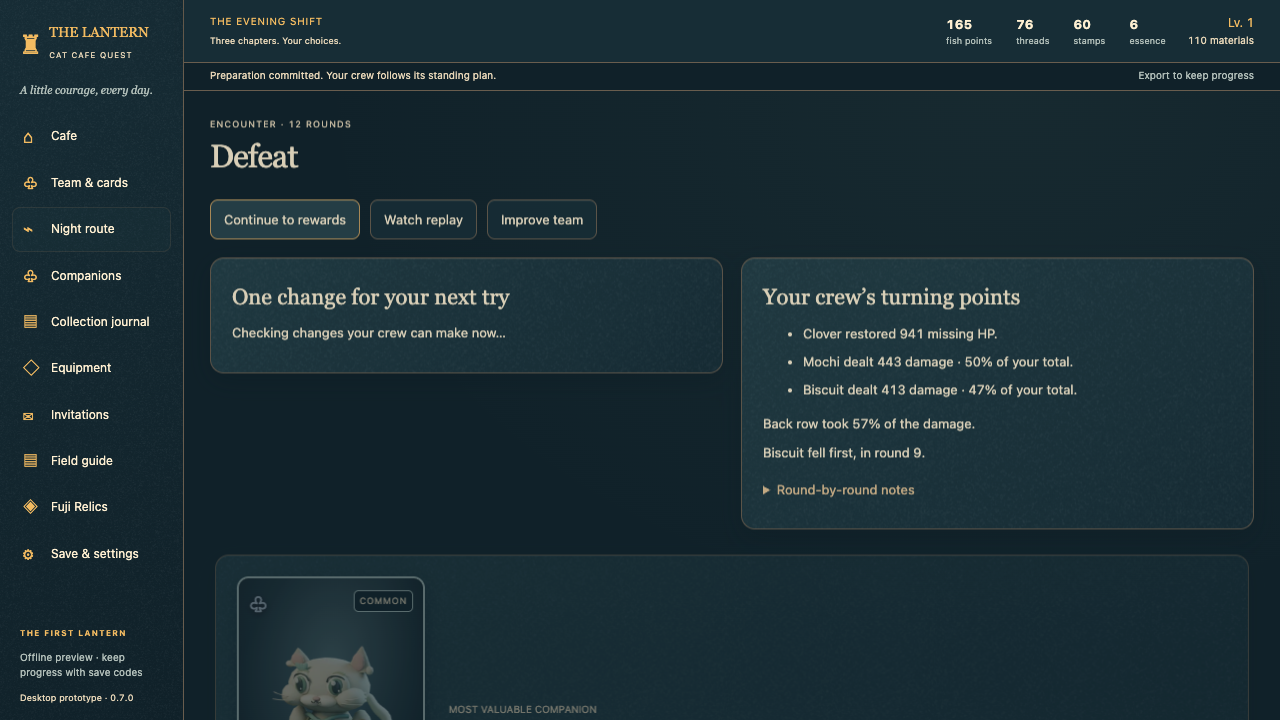 THE LANTERN
CAT CAFE QUEST
A little courage, every day.
Cafe
Team & cards
Night route
Companions
Collection journal
Equipment
Invitations
Field guide
Fuji Relics
Save & settings
THE FIRST LANTERN
Offline preview · keep
progress with save codes
Desktop prototype · 0.7.0
THE EVENING SHIFT
Three chapters. Your choices.
165
fish points
76
threads
60
stamps
6
essence
Lv. 1
110 materials
Preparation committed. Your crew follows its standing plan.
Export to keep progress
ENCOUNTER · 12 ROUNDS
Defeat
Continue to rewards
Watch replay
Improve team
One change for your next try
Checking changes your crew can make now…
Your crew’s turning points
• Clover restored 941 missing HP.
• Mochi dealt 443 damage · 50% of your total.
• Biscuit dealt 413 damage · 47% of your total.
Back row took 57% of the damage.
Biscuit fell first, in round 9.
Round-by-round notes
COMMON
MOST VALUABLE COMPANION